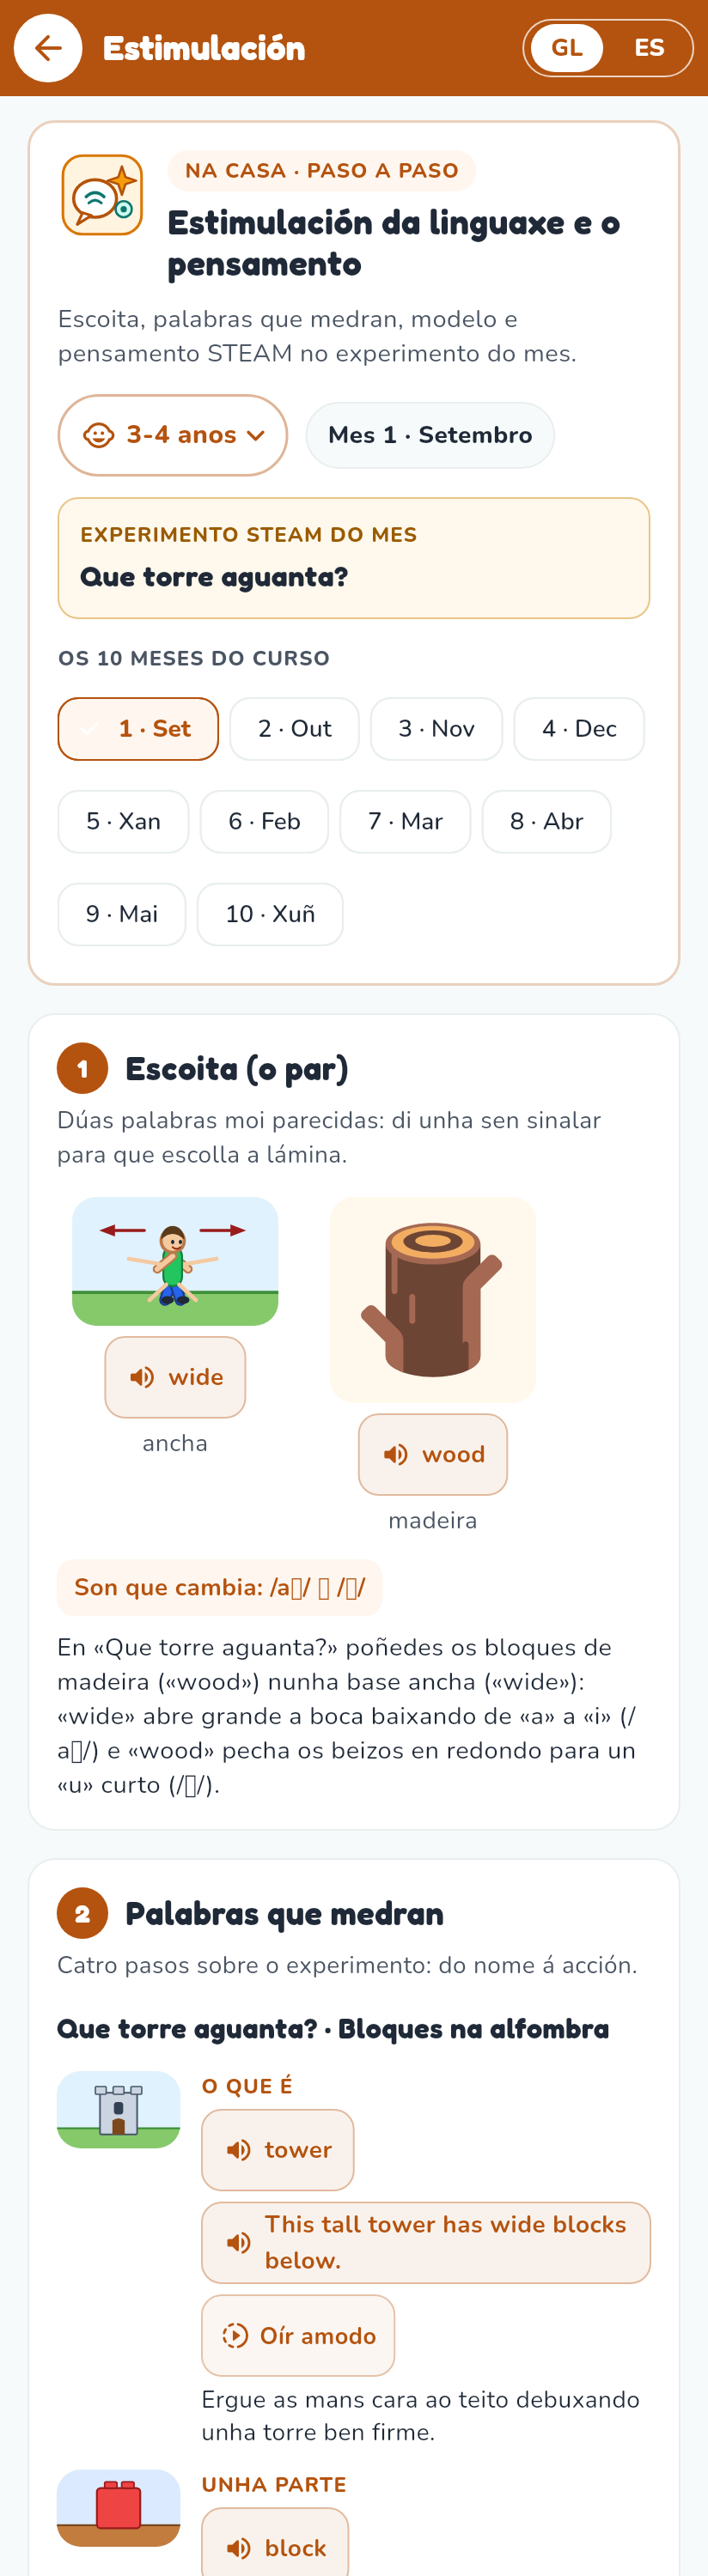 Estimulación
GL
ES
NA CASA · PASO A PASO
Estimulación da linguaxe e o
pensamento
Escoita, palabras que medran, modelo e
pensamento STEAM no experimento do mes.
3-4 anos
Mes 1 · Setembro
EXPERIMENTO STEAM DO MES
Que torre aguanta?
OS 10 MESES DO CURSO
1 · Set
2 · Out
3 · Nov
4 · Dec
5 · Xan
6 · Feb
7 · Mar
8 · Abr
9 · Mai
10 · Xuñ
1
Escoita (o par)
Dúas palabras moi parecidas: di unha sen sinalar
para que escolla a lámina.
wide
ancha
wood
madeira
Son que cambia: /a▯/ ▯ /▯/
En «Que torre aguanta?» poñedes os bloques de
madeira («wood») nunha base ancha («wide»):
«wide» abre grande a boca baixando de «a» a «i» (/
a▯/) e «wood» pecha os beizos en redondo para un
«u» curto (/▯/).
2
Palabras que medran
Catro pasos sobre o experimento: do nome á acción.
Que torre aguanta? · Bloques na alfombra
O QUE É
tower
This tall tower has wide blocks
below.
Oír amodo
Ergue as mans cara ao teito debuxando
unha torre ben firme.
UNHA PARTE
block